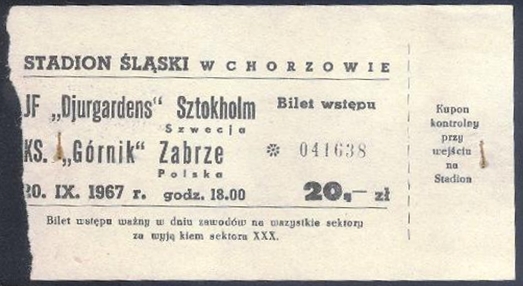 STADION ŚLĄSKI W CHORZOWIE
JF „Djurgardens" Sztokholm
Szwecja
Bilet wstępu
KS. „Górnik" Zabrze
Polska
* 041638
20. IX. 1967 r. godz. 18.00
20,— zł
Bilet wstępu ważny w dniu zawodów na wszystkie sektory
za wyją kiem sektora XXX.
Kupon
kontrolny
przy
wejściu
na
Stadion